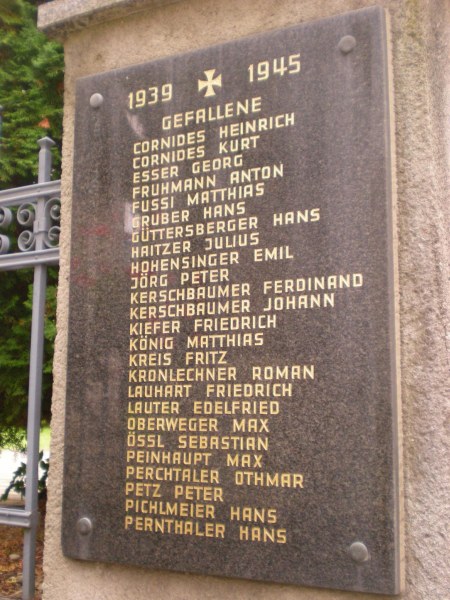 1939 1945
GEFALLENE
CORNIDES HEINRICH
CORNIDES KURT
ESSER GEORG
FRUHMANN ANTON
FUSSI MATTHIAS
GRUBER HANS
GÜTTERSBERGER HANS
HAITZER JULIUS
HOHENSINGER EMIL
JÖRG PETER
KERSCHBAUMER FERDINAND
KERSCHBAUMER JOHANN
KIEFER FRIEDRICH
KÖNIG MATTHIAS
KREIS FRITZ
KRONLECHNER ROMAN
LAUHART FRIEDRICH
LAUTER EDELFRIED
OBERWEGER MAX
ÖSSL SEBASTIAN
PEINHAUPT MAX
PERCHTALER OTHMAR
PETZ PETER
PICHLMEIER HANS
PERNTHALER HANS